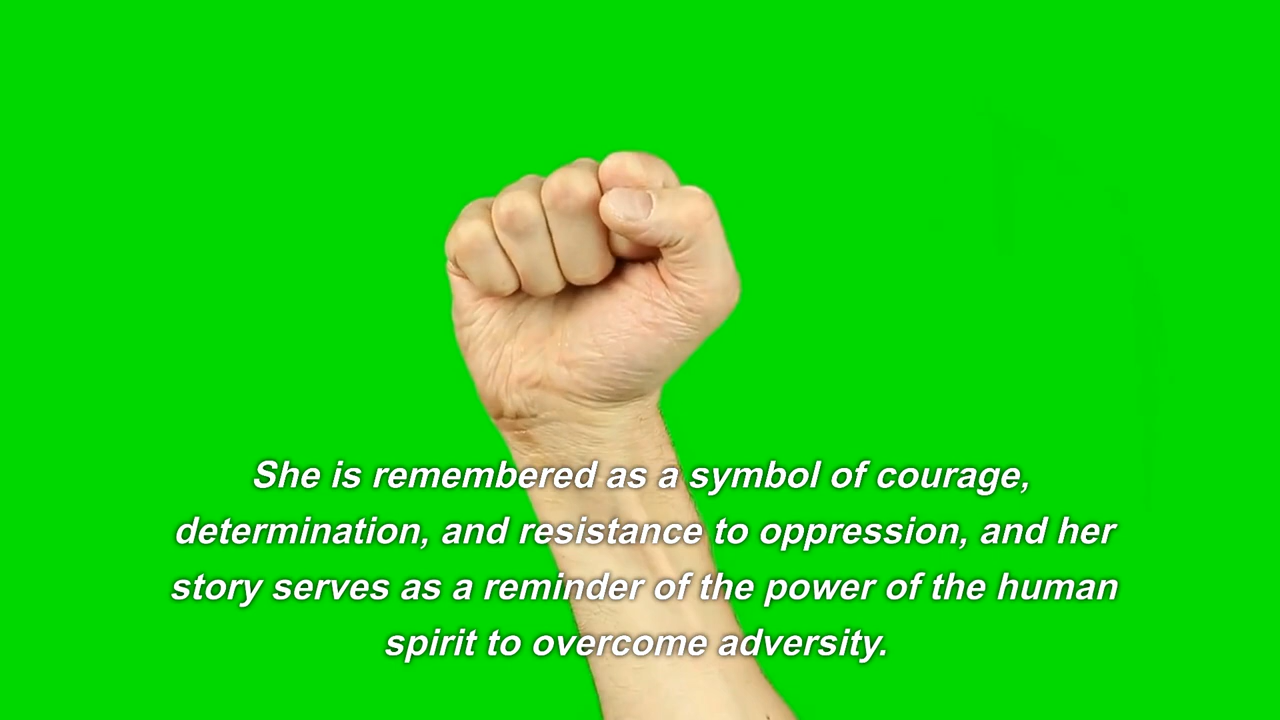 She is remembered as a symbol of courage,
determination, and resistance to oppression, and her
story serves as a reminder of the power of the human
spirit to overcome adversity.